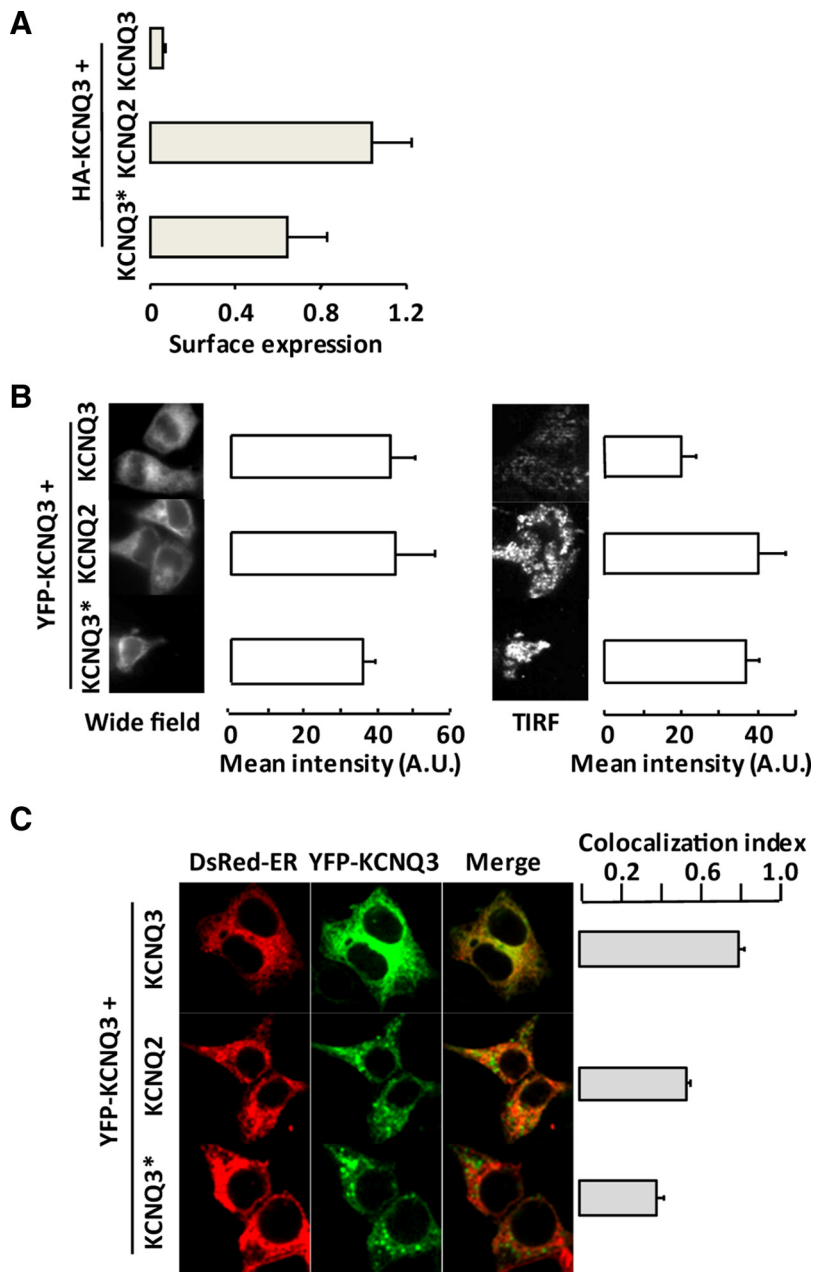 A
HA-KCNQ3 +
KCNQ3
KCNQ2
KCNQ3*
0 0.4 0.8 1.2
Surface expression
B
YFP-KCNQ3 +
KCNQ3
KCNQ2
KCNQ3*
Wide field
0 20 40 60
Mean intensity (A.U.)
TIRF
0 20 40
Mean intensity (A.U.)
C
Colocalization index
DsRed-ER YFP-KCNQ3 Merge
0.2 0.6 1.0
YFP-KCNQ3 +
KCNQ3
KCNQ2
KCNQ3*